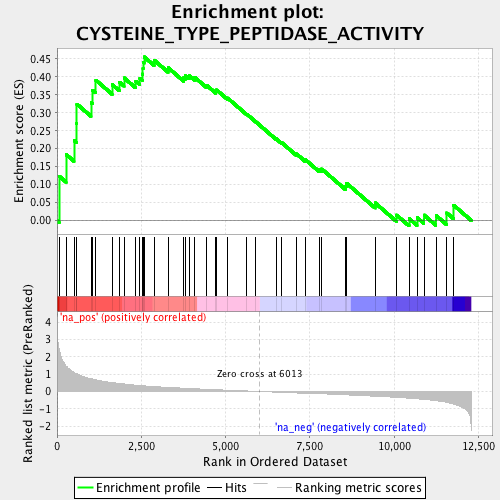 Enrichment plot:
CYSTEINE_TYPE_PEPTIDASE_ACTIVITY
Enrichment score (ES)
0.45
0.40
0.35
0.30
0.25
0.20
0.15
0.10
0.05
0.00
'na_pos' (positively correlated)
Ranked list metric (PreRanked)
4
3
2
1
0
-1
-2
Zero cross at 6013
'na_neg' (negatively correlated)
0
2,500
5,000
7,500
10,000
12,500
Rank in Ordered Dataset
Enrichment profile
Hits
Ranking metric scores